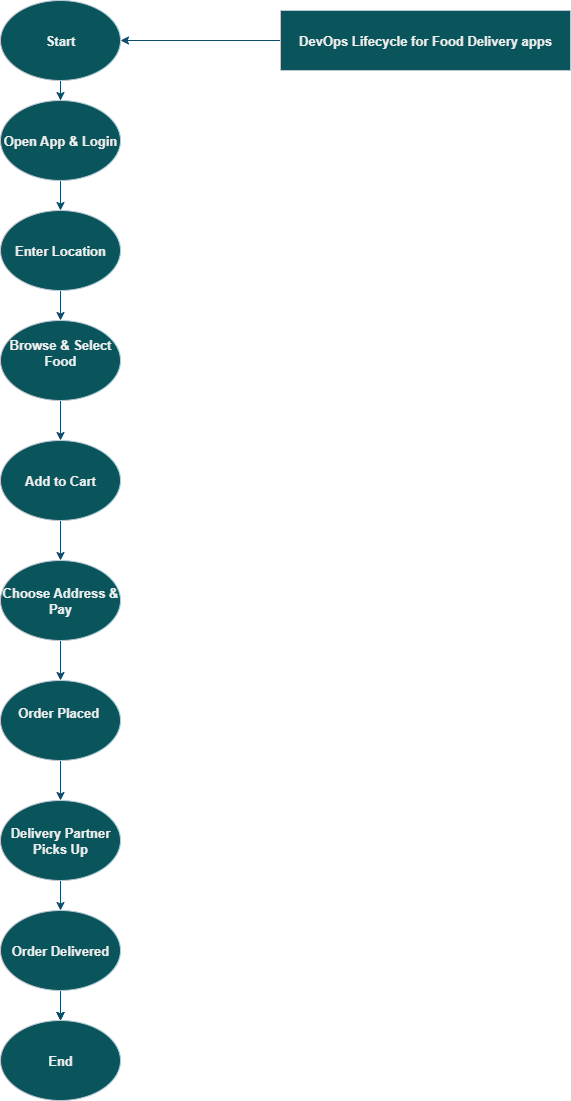 Start
DevOps Lifecycle for Food Delivery apps
Open App & Login
Enter Location
Browse & Select
Food
Add to Cart
Choose Address &
Pay
Order Placed
Delivery Partner
Picks Up
Order Delivered
End